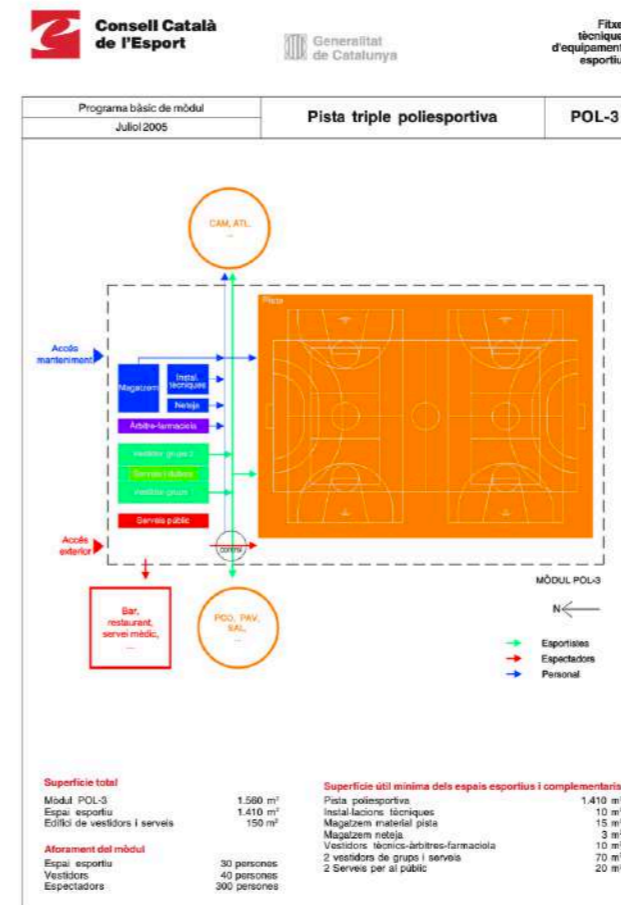 Consell Català
de l'Esport
Generalitat
de Catalunya
Fitxe
tècnique
d'equipament
esportiu
Programa bàsic de mòdul
Juliol 2005
Pista triple poliesportiva
POL-3
CAM, ATL,
...
Pista
Accés
manteniment
Magatzem
Instal.
tècniques
Neteja
Àrbitre-farmaciola
Vestidor grups 2
Serveis i dutxes
Vestidor grups 1
Serveis públic
Accés
exterior
control
Bar,
restaurant,
servei mèdic,
...
PCO, PAV,
SAL,
...
MÒDUL POL-3
N
Esportistes
Espectadors
Personal
Superfície total
Mòdul POL-3 1.560 m²
Espai esportiu 1.410 m²
Edifici de vestidors i serveis 150 m²
Aforament del mòdul
Espai esportiu 30 persones
Vestidors 40 persones
Espectadors 300 persones
Superfície útil mínima dels espais esportius i complementaris
Pista poliesportiva 1.410 m²
Instal·lacions tècniques 10 m²
Magatzem material pista 15 m²
Magatzem neteja 3 m²
Vestidors tècnics-àrbitres-farmaciola 10 m²
2 vestidors de grups i serveis 70 m²
2 Serveis per al públic 20 m²